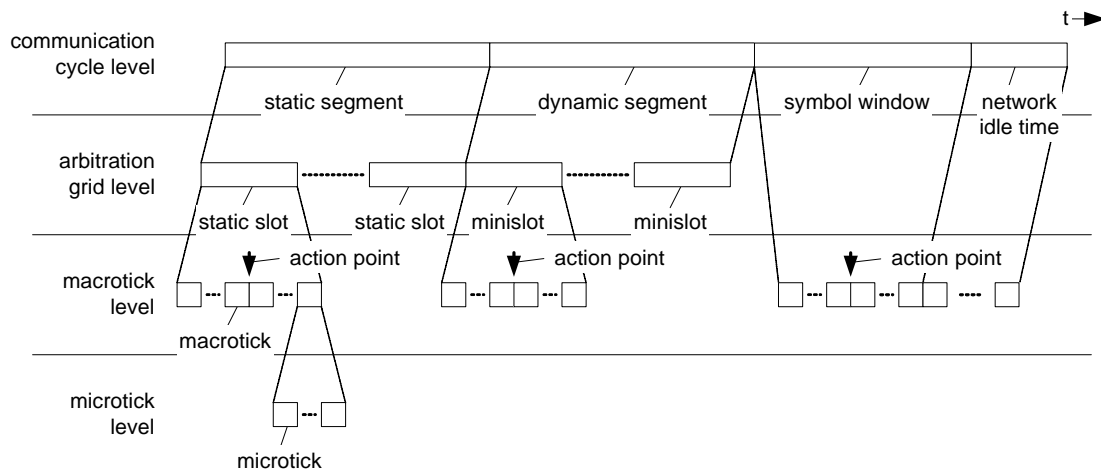 t
communication
cycle level
static segment
dynamic segment
symbol window
network
idle time
arbitration
grid level
static slot
static slot
minislot
minislot
action point
action point
action point
macrotick
level
macrotick
microtick
level
microtick